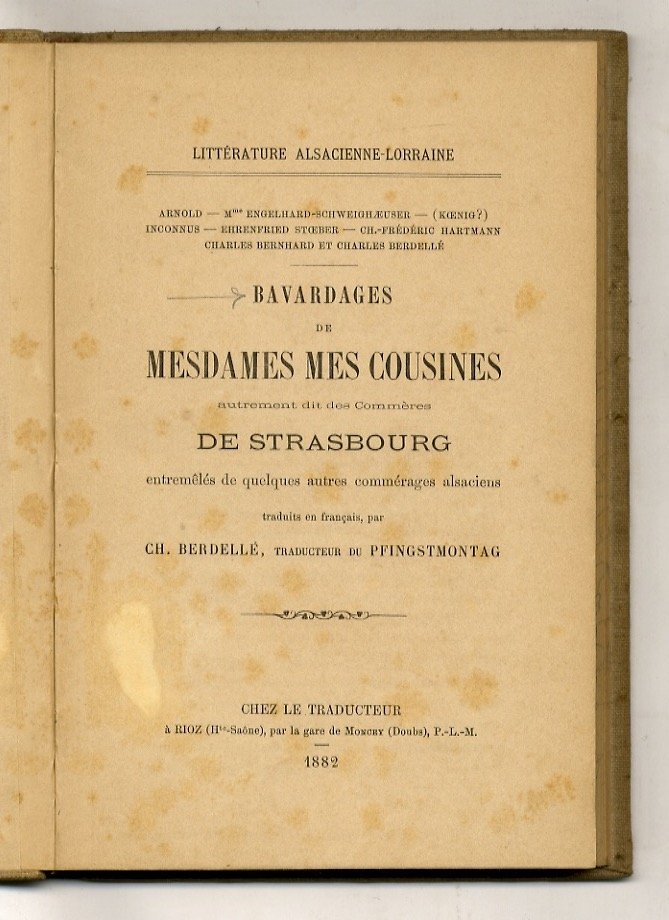 LITTÉRATURE ALSACIENNE-LORRAINE
ARNOLD — Mme ENGELHARD-SCHWEIGHÆUSER — (KŒNIG?)
INCONNUS — EHRENFRIED STŒBER — CH.-FRÉDÉRIC HARTMANN
CHARLES BERNHARD ET CHARLES BERDELLÉ
BAVARDAGES
DE
MESDAMES MES COUSINES
autrement dit des Commères
DE STRASBOURG
entremêlés de quelques autres commérages alsaciens
traduits en français, par
CH. BERDELLÉ, TRADUCTEUR DU PFINGSTMONTAG
CHEZ LE TRADUCTEUR
à RIOZ (Hte-Saône), par la gare de MONCEY (Doubs), P.-L.-M.
1882